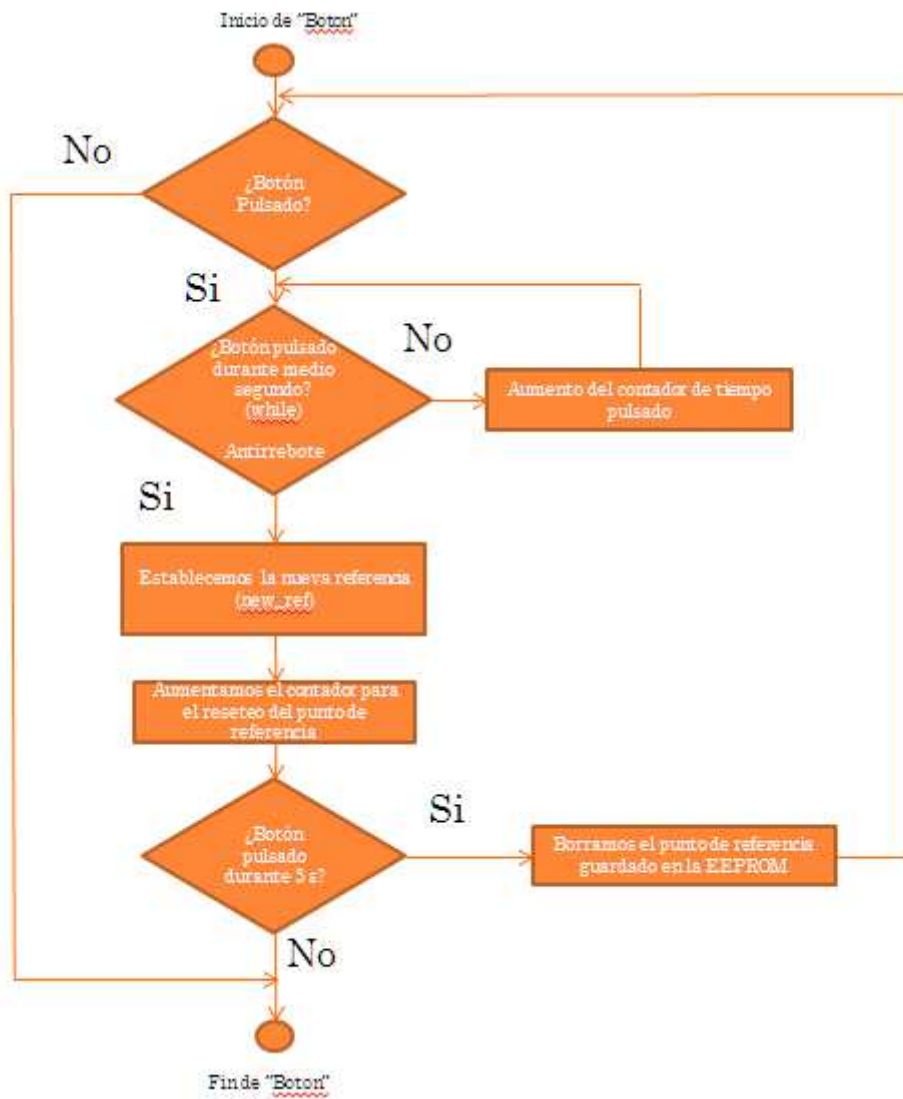 Inicio de "Boton"
No
¿Botón
Pulsado?
Si
¿Botón pulsado
durante medio
segundo?
(while)
Antirrebote
No
Aumento del contador de tiempo
pulsado
Si
Establecemos la nueva referencia
(new_ref)
Aumentamos el contador para
el reseteo del punto de
referencia
¿Botón
pulsado
durante 5 s?
Si
Borramos el punto de referencia
guardado en la EEPROM
No
Fin de "Boton"